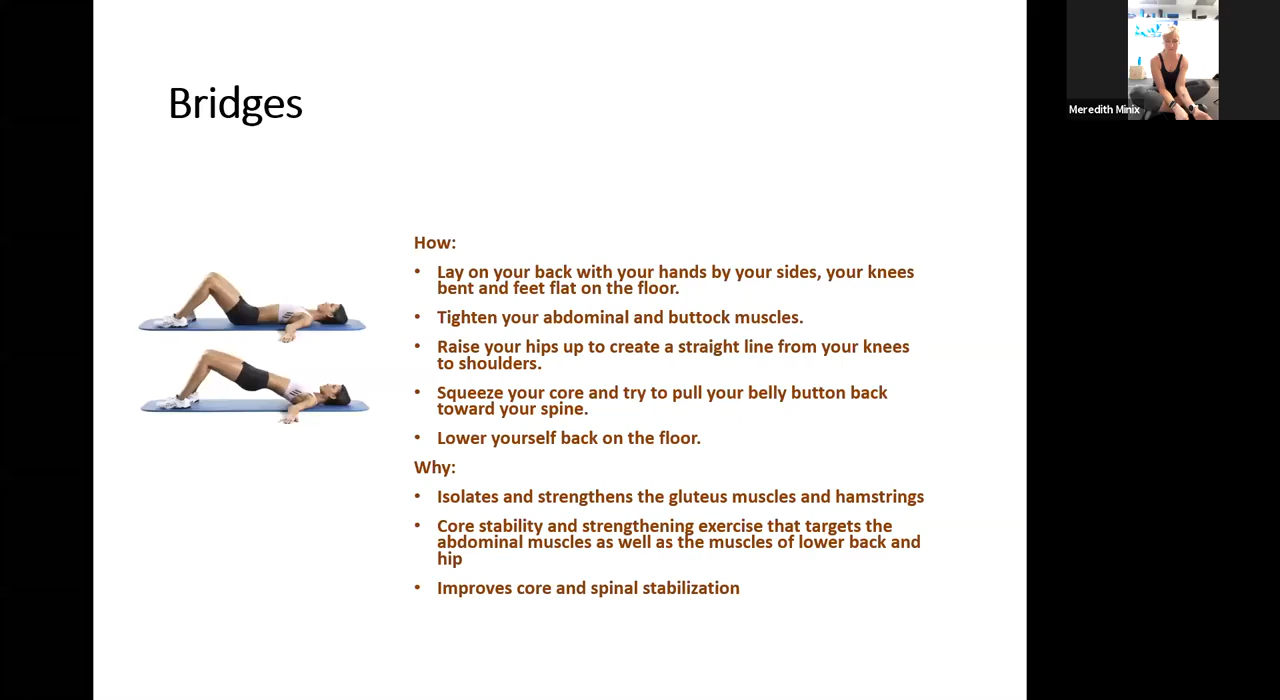 Bridges
Meredith Minix
How:
• Lay on your back with your hands by your sides, your knees
bent and feet flat on the floor.
• Tighten your abdominal and buttock muscles.
• Raise your hips up to create a straight line from your knees
to shoulders.
• Squeeze your core and try to pull your belly button back
toward your spine.
• Lower yourself back on the floor.
Why:
• Isolates and strengthens the gluteus muscles and hamstrings
• Core stability and strengthening exercise that targets the
abdominal muscles as well as the muscles of lower back and
hip
• Improves core and spinal stabilization